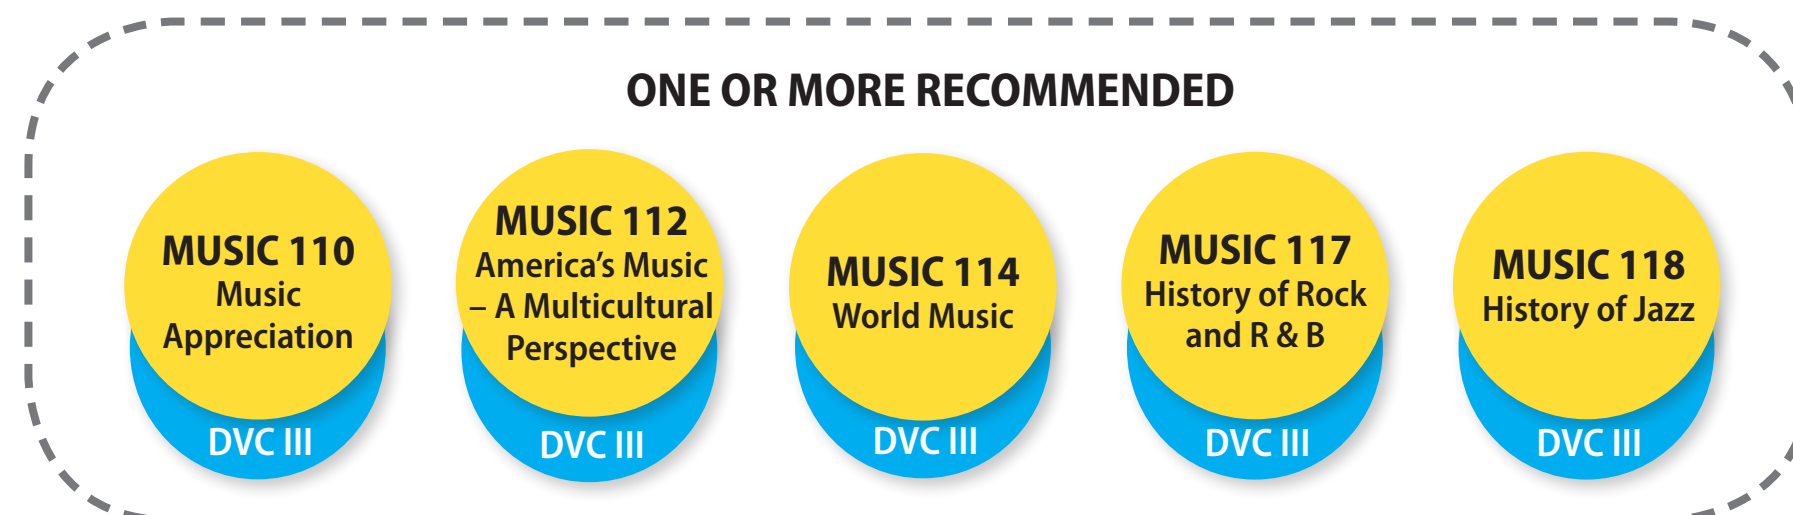 ONE OR MORE RECOMMENDED
MUSIC 110
Music
Appreciation
DVC III
MUSIC 112
America’s Music
– A Multicultural
Perspective
DVC III
MUSIC 114
World Music
DVC III
MUSIC 117
History of Rock
and R & B
DVC III
MUSIC 118
History of Jazz
DVC III